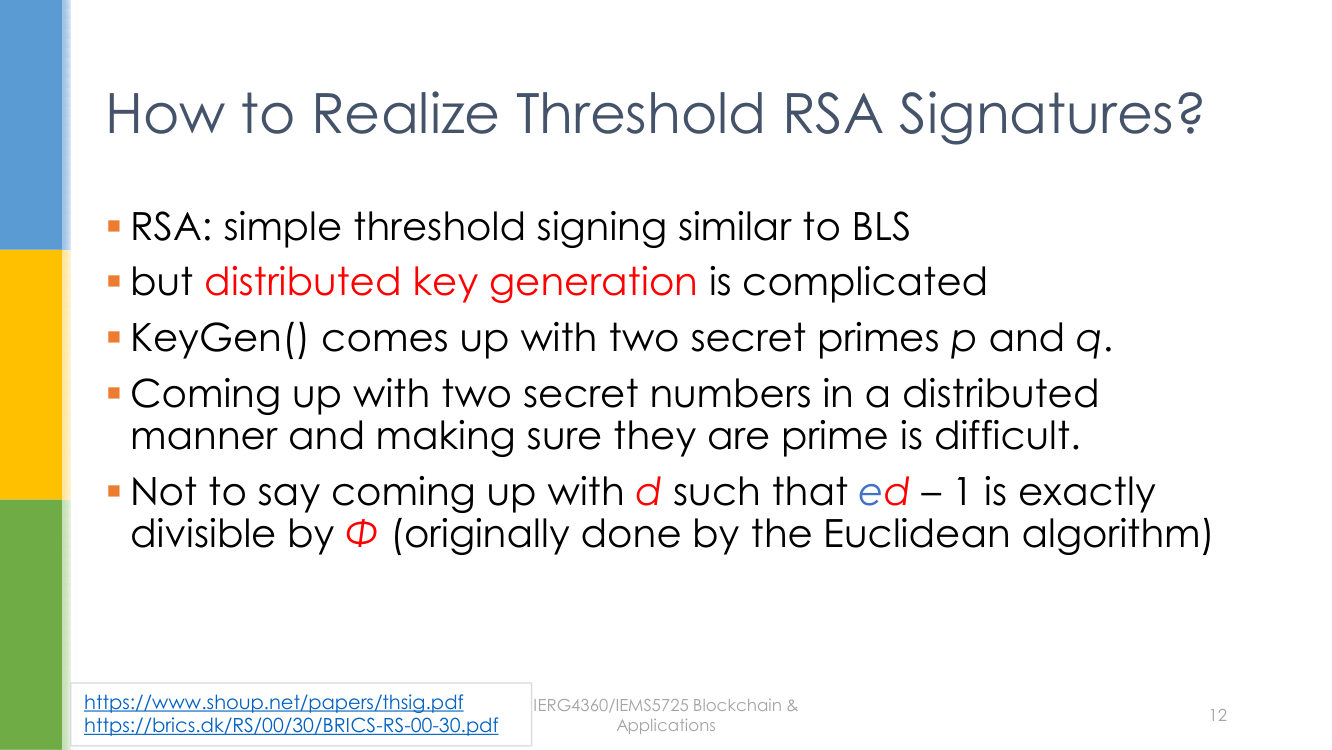 How to Realize Threshold RSA Signatures?
▪ RSA: simple threshold signing similar to BLS
▪ but distributed key generation is complicated
▪ KeyGen() comes up with two secret primes p and q.
▪ Coming up with two secret numbers in a distributed
manner and making sure they are prime is difficult.
▪ Not to say coming up with d such that ed – 1 is exactly
divisible by Φ (originally done by the Euclidean algorithm)
https://www.shoup.net/papers/thsig.pdf
https://brics.dk/RS/00/30/BRICS-RS-00-30.pdf
IERG4360/IEMS5725 Blockchain &
Applications
12